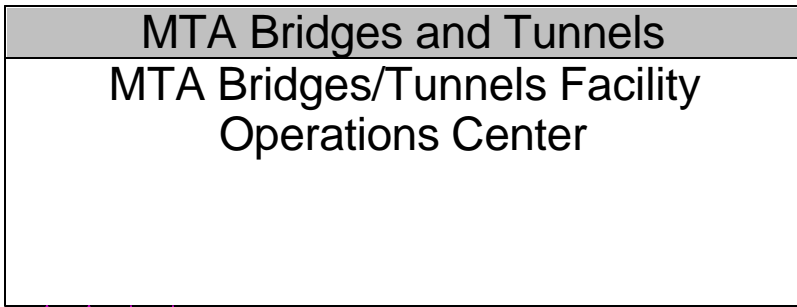 MTA Bridges and Tunnels
MTA Bridges/Tunnels Facility
Operations Center